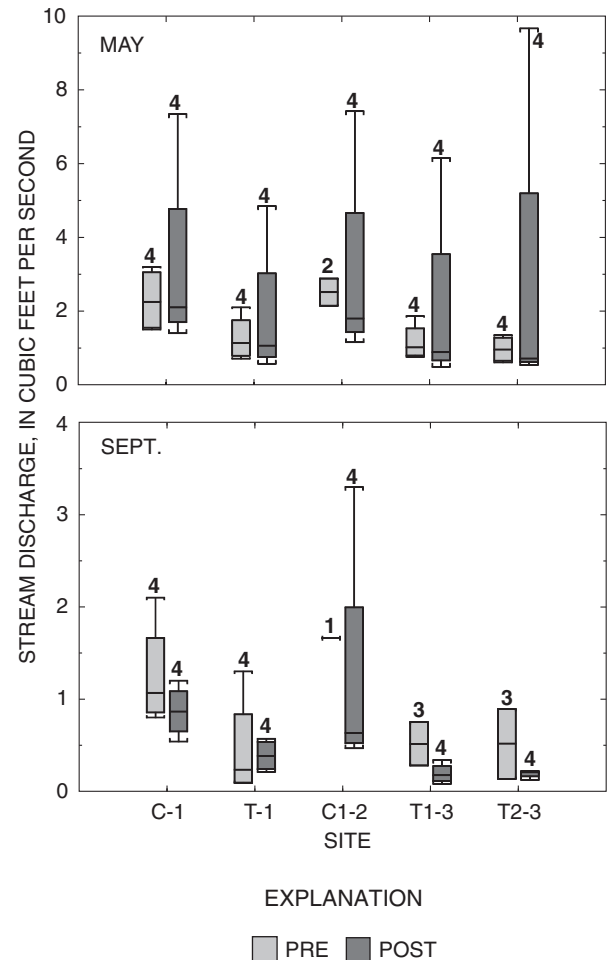 STREAM DISCHARGE, IN CUBIC FEET PER SECOND
MAY
10
8
6
4
2
0
4 4 4 4 2 4 4 4 4 4
SEPT.
4
3
2
1
0
4 4 4 4 1 4 3 4 3 4
C-1 T-1 C1-2 T1-3 T2-3
SITE
EXPLANATION
PRE POST